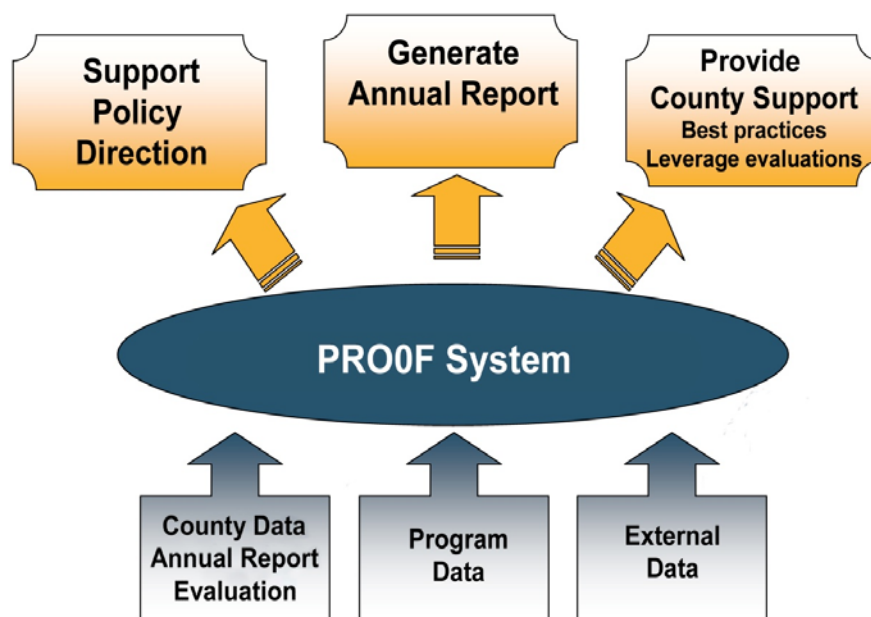 Support
Policy
Direction
Generate
Annual Report
Provide
County Support
Best practices
Leverage evaluations
PRO0F System
County Data
Annual Report
Evaluation
Program
Data
External
Data